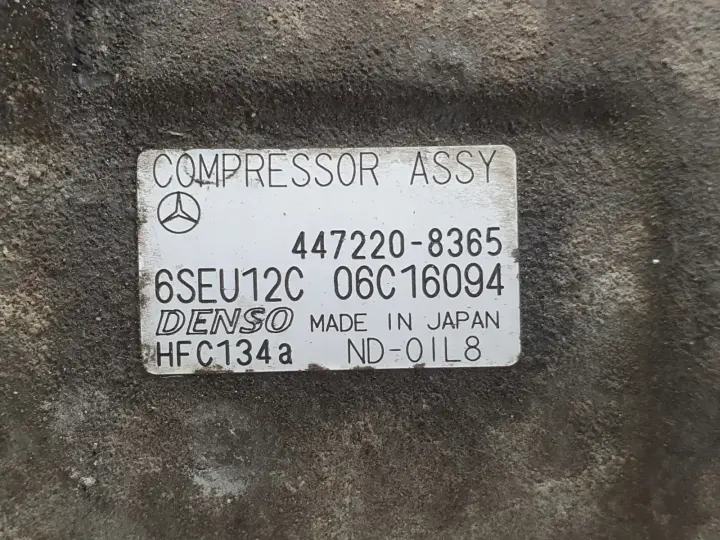 COMPRESSOR ASSY
447220-8365
6SEU12C 06C16094
DENSO MADE IN JAPAN
HFC134a ND-OIL8